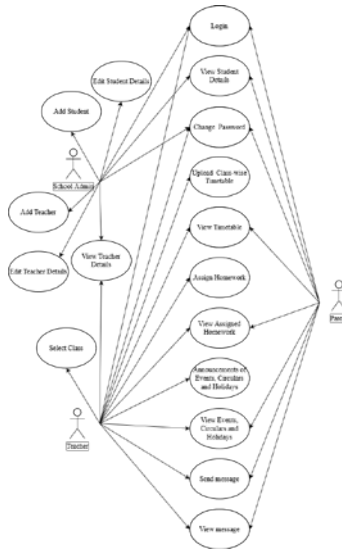 Login
View Student
Details
Edit Student Details
Add Student
Change Password
School Admin
Upload Class-wise
Timetable
Add Teacher
View Timetable
View Teacher
Details
Edit Teacher Details
Assign Homework
View Assigned
Homework
Select Class
Announcements of
Events, Circulars
and Holidays
View Events,
Circulars and
Holidays
Teacher
Send message
View message